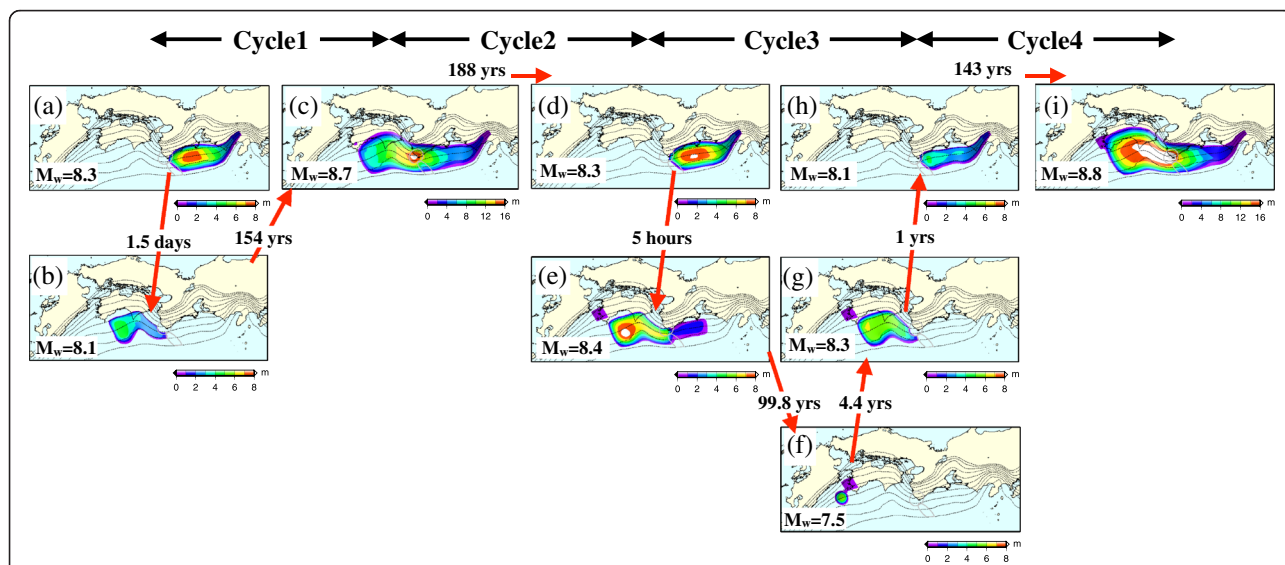 Cycle1 Cycle2 Cycle3 Cycle4
188 yrs 143 yrs
(a) (c) (d) (h) (i)
Mw=8.3 Mw=8.7 Mw=8.3 Mw=8.1 Mw=8.8
0 2 4 6 8 m 0 4 8 12 16 m 0 2 4 6 8 m 0 2 4 6 8 m 0 4 8 12 16 m
1.5 days 154 yrs 5 hours 1 yrs
(b) (e) (g)
Mw=8.1 Mw=8.4 Mw=8.3
0 2 4 6 8 m 0 2 4 6 8 m 0 2 4 6 8 m
99.8 yrs 4.4 yrs
(f)
Mw=7.5
0 2 4 6 8 m